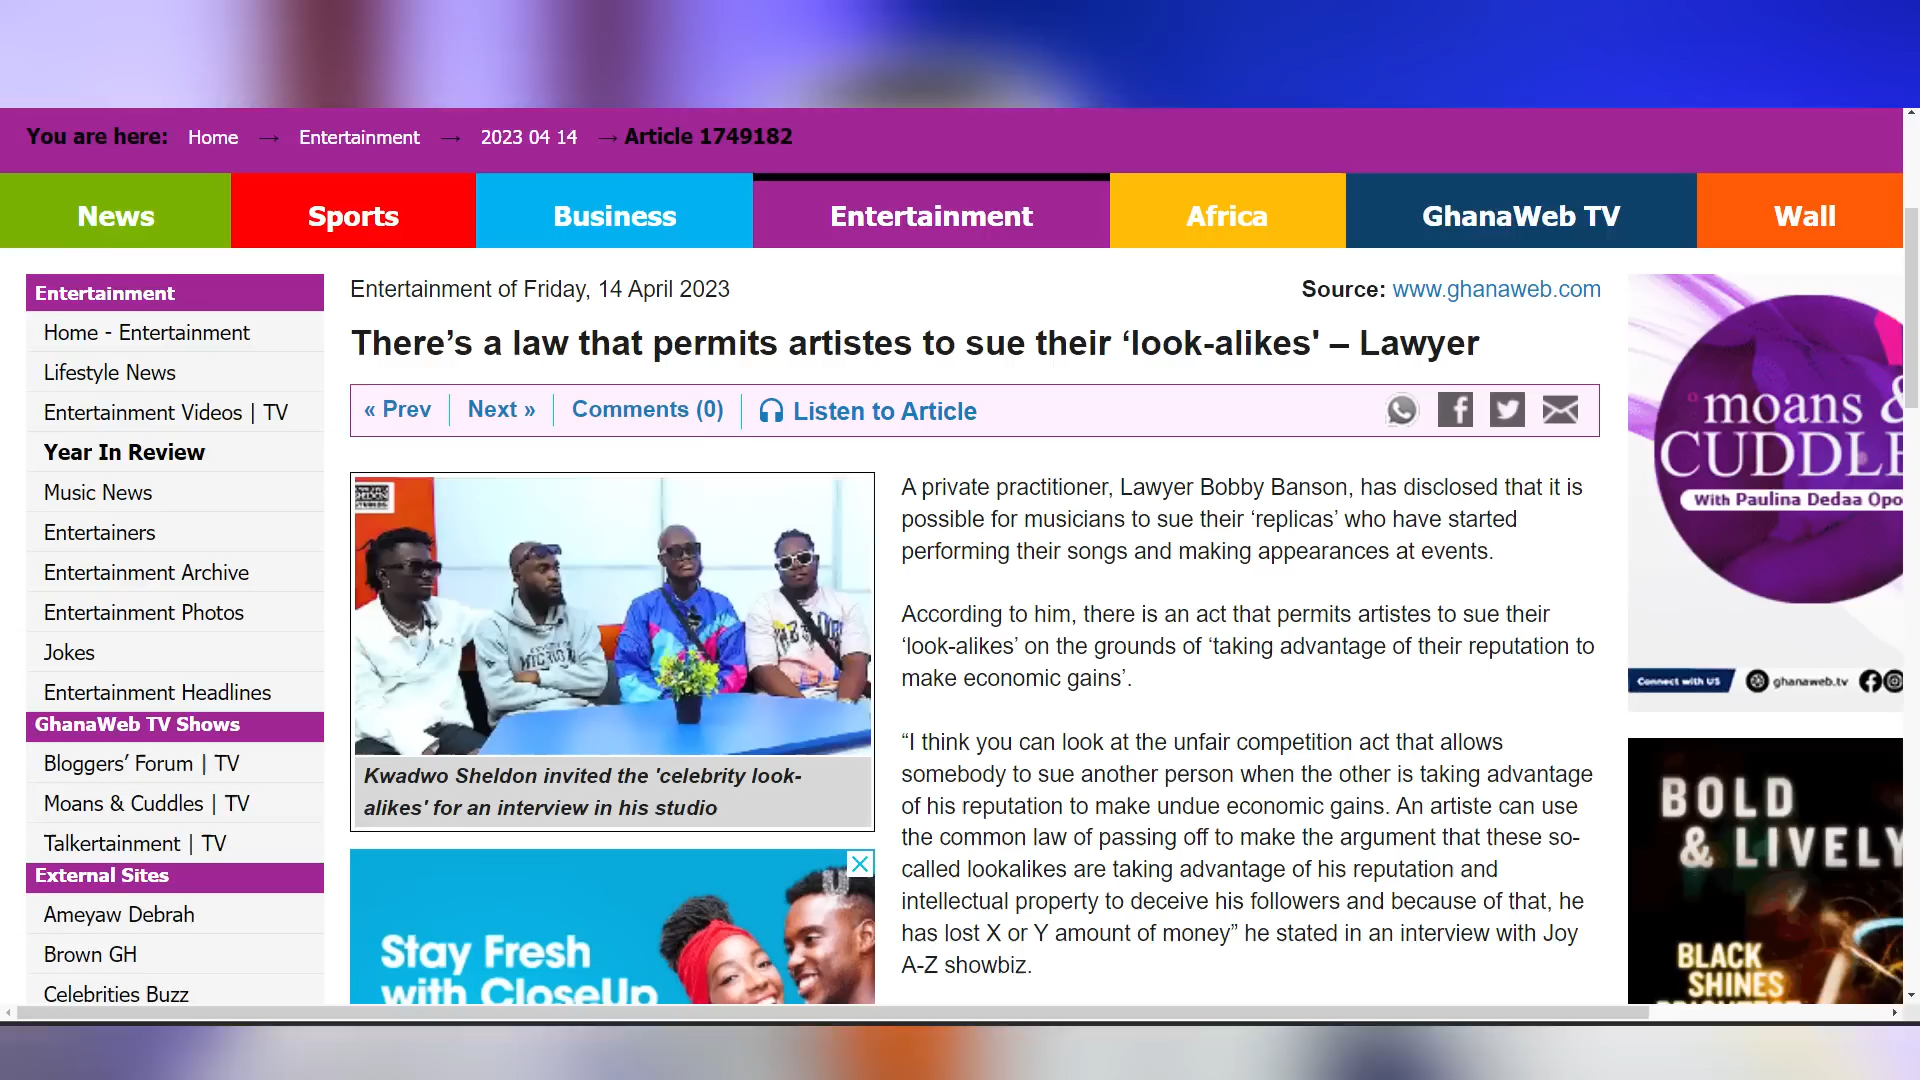 You are here: Home → Entertainment → 2023 04 14 → Article 1749182
News Sports Business Entertainment Africa GhanaWeb TV Wall
Entertainment
Home - Entertainment
Lifestyle News
Entertainment Videos | TV
Year In Review
Music News
Entertainers
Entertainment Archive
Entertainment Photos
Jokes
Entertainment Headlines
GhanaWeb TV Shows
Bloggers’ Forum | TV
Moans & Cuddles | TV
Talkertainment | TV
External Sites
Ameyaw Debrah
Brown GH
Celebrities Buzz
Entertainment of Friday, 14 April 2023
Source: www.ghanaweb.com
There’s a law that permits artistes to sue their ‘look-alikes' – Lawyer
« Prev Next » Comments (0) Listen to Article
Kwadwo Sheldon invited the 'celebrity look-
alikes' for an interview in his studio
Stay Fresh
with CloseUp
A private practitioner, Lawyer Bobby Banson, has disclosed that it is
possible for musicians to sue their ‘replicas’ who have started
performing their songs and making appearances at events.
According to him, there is an act that permits artistes to sue their
‘look-alikes’ on the grounds of ‘taking advantage of their reputation to
make economic gains’.
“I think you can look at the unfair competition act that allows
somebody to sue another person when the other is taking advantage
of his reputation to make undue economic gains. An artiste can use
the common law of passing off to make the argument that these so-
called lookalikes are taking advantage of his reputation and
intellectual property to deceive his followers and because of that, he
has lost X or Y amount of money” he stated in an interview with Joy
A-Z showbiz.
moans &
CUDDLE
With Paulina Dedaa Opo
Connect with US ghanaweb.tv
BOLD
& LIVELY
BLACK
SHINES